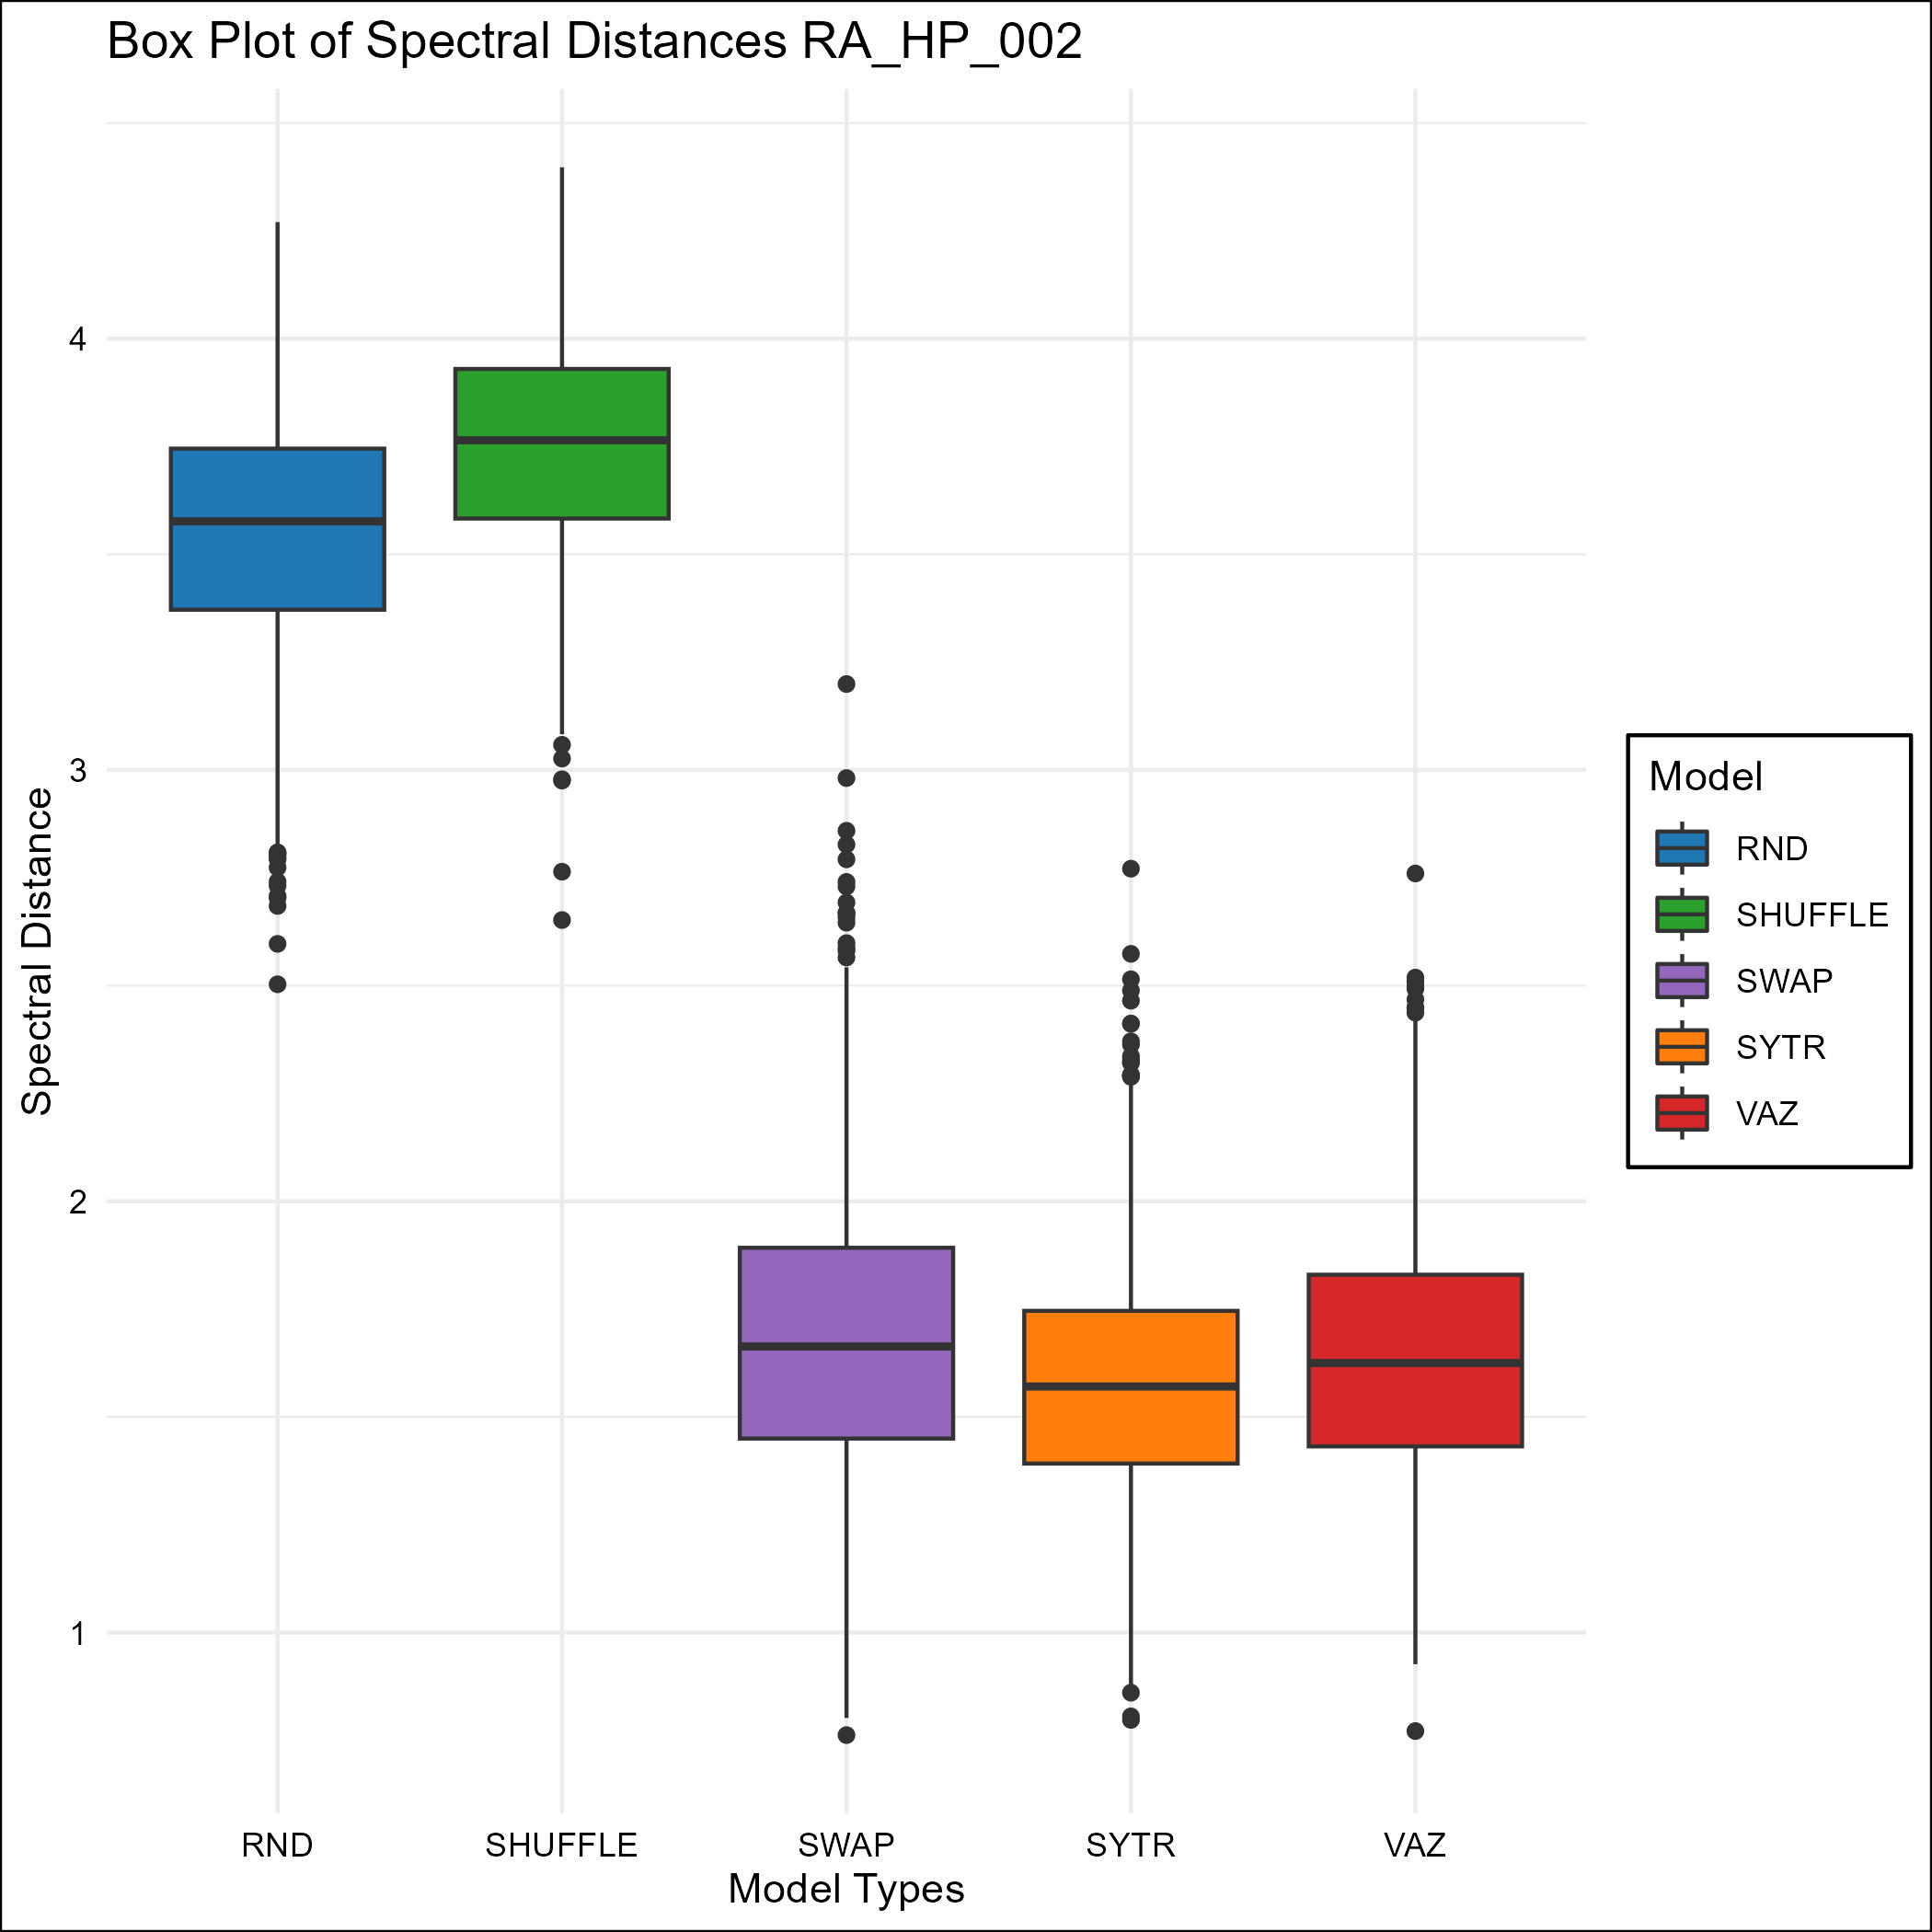 Box Plot of Spectral Distances RA_HP_002
Spectral Distance
4
3
2
1
RND
SHUFFLE
SWAP
SYTR
VAZ
Model Types
Model
RND
SHUFFLE
SWAP
SYTR
VAZ